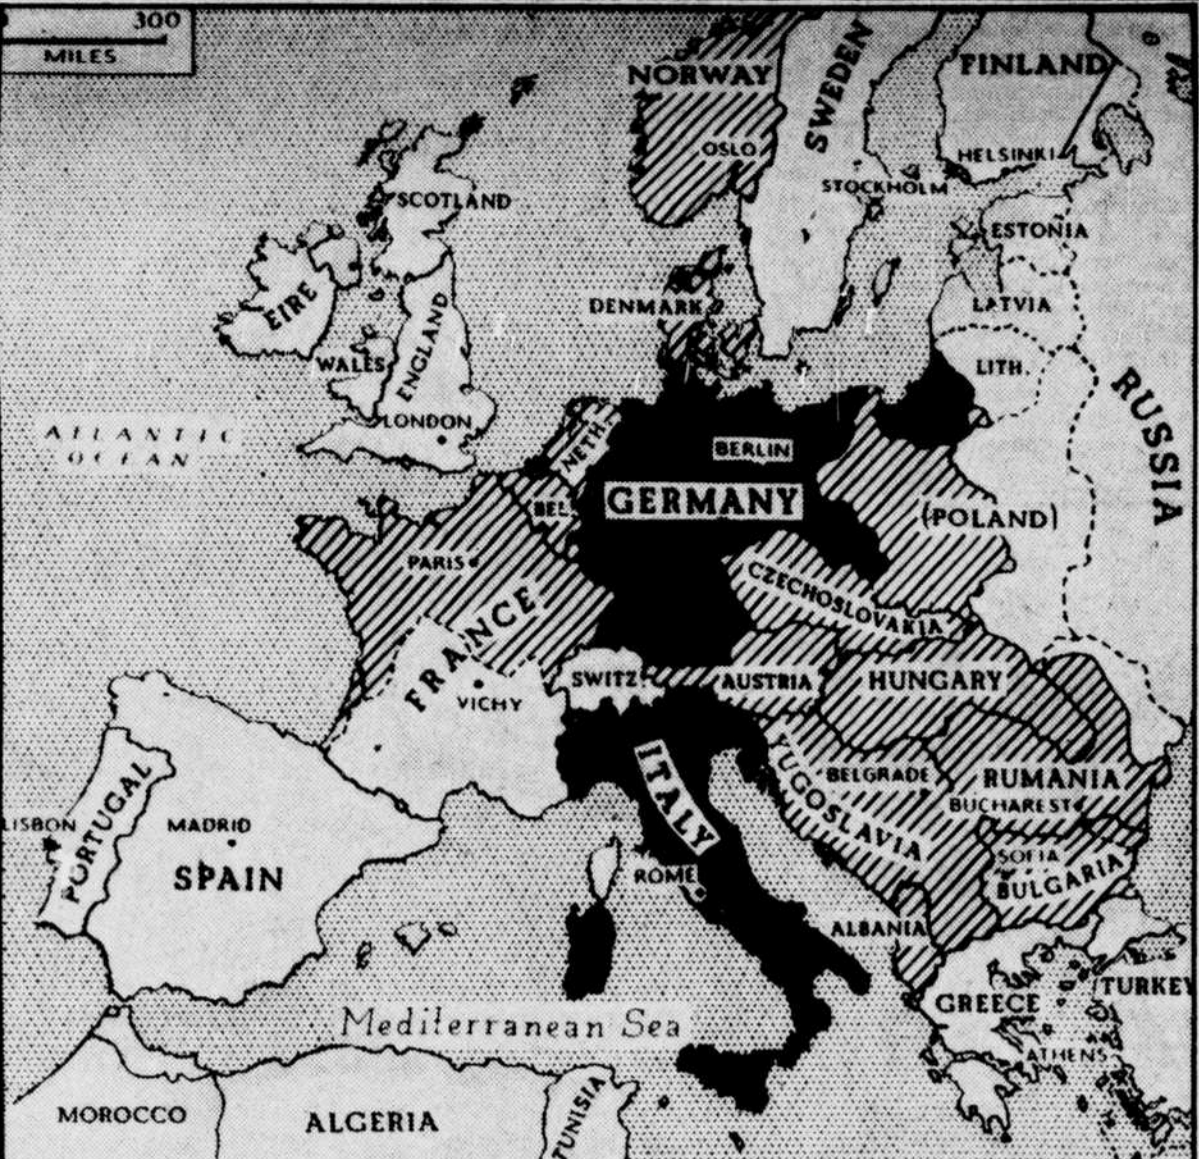 300
MILES
NORWAY
SWEDEN
FINLAND
OSLO
HELSINKI
STOCKHOLM
SCOTLAND
ESTONIA
EIRE
DENMARK
LATVIA
ENGLAND
WALES
LITH.
RUSSIA
LONDON
ATLANTIC
OCEAN
NETH.
BERLIN
GERMANY
BEL.
(POLAND)
PARIS
CZECHOSLOVAKIA
FRANCE
SWITZ.
AUSTRIA
HUNGARY
VICHY
ITALY
YUGOSLAVIA
BELGRADE
RUMANIA
BUCHAREST
PORTUGAL
LISBON
MADRID
SPAIN
ROME
SOFIA
BULGARIA
ALBANIA
TURKEY
GREECE
Mediterranean Sea
ATHENS
MOROCCO
ALGERIA
TUNISIA